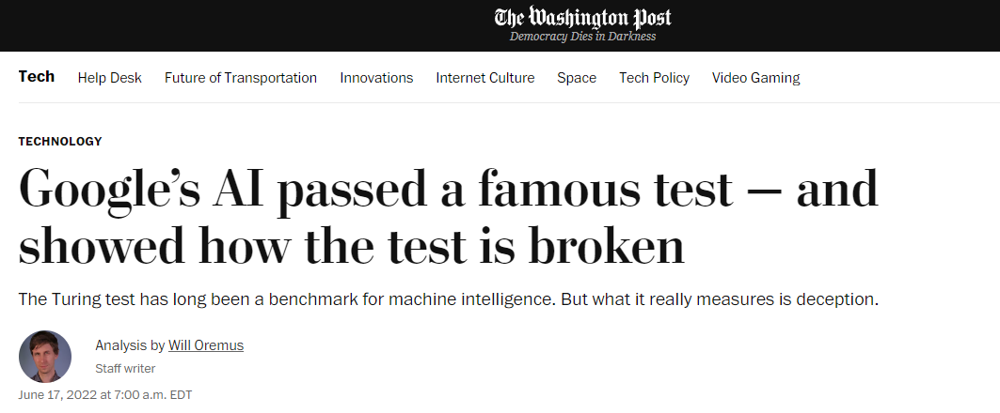 The Washington Post
Democracy Dies in Darkness
Tech Help Desk Future of Transportation Innovations Internet Culture Space Tech Policy Video Gaming
TECHNOLOGY
Google’s AI passed a famous test — and
showed how the test is broken
The Turing test has long been a benchmark for machine intelligence. But what it really measures is deception.
Analysis by Will Oremus
Staff writer
June 17, 2022 at 7:00 a.m. EDT